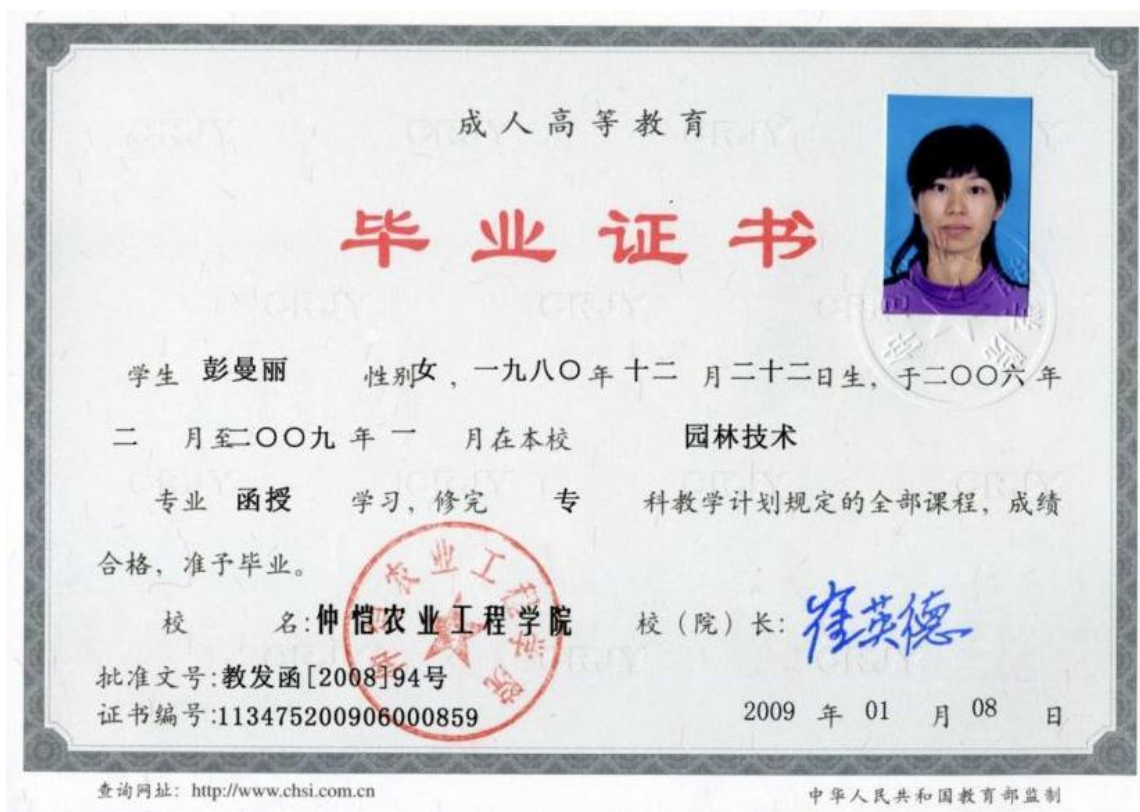 成人高等教育
毕业证书
学生 彭曼丽 性别女，一九八〇年十二月二十二日生，于二〇〇六年
二月至二〇〇九年一月在本校 园林技术
专业 函授 学习，修完 专 科教学计划规定的全部课程，成绩
合格，准予毕业。
校 名:仲恺农业工程学院 校（院）长: 崔英德
批准文号:教发函[2008]94号
证书编号:113475200906000859 2009 年 01 月 08 日
查询网址: http://www.chsi.com.cn 中华人民共和国教育部监制